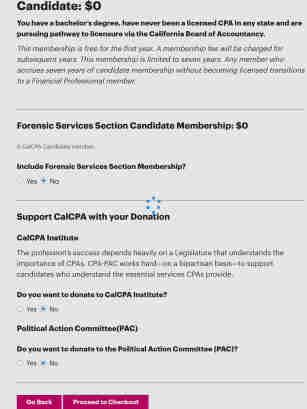 Candidate: $0
You have a bachelor's degree, have never been a licensed CPA in any state and are
pursuing pathway to licensure via the California Board of Accountancy.
This membership is free for the first year. A membership fee will be charged for
subsequent years. This membership is limited to seven years. Any member who
accrues seven years of candidate membership without becoming licensed transitions
to a Financial Professional member.
Forensic Services Section Candidate Membership: $0
A CalCPA Candidate member.
Include Forensic Services Section Membership?
Yes No
Support CalCPA with your Donation
CalCPA Institute
The profession's success depends heavily on a Legislature that understands the
importance of CPAs. CPA-PAC works hard—on a bipartisan basis—to support
candidates who understand the essential services CPAs provide.
Do you want to donate to CalCPA Institute?
Yes No
Political Action Committee(PAC)
Do you want to donate to the Political Action Committee (PAC)?
Yes No
Go Back Proceed to Checkout